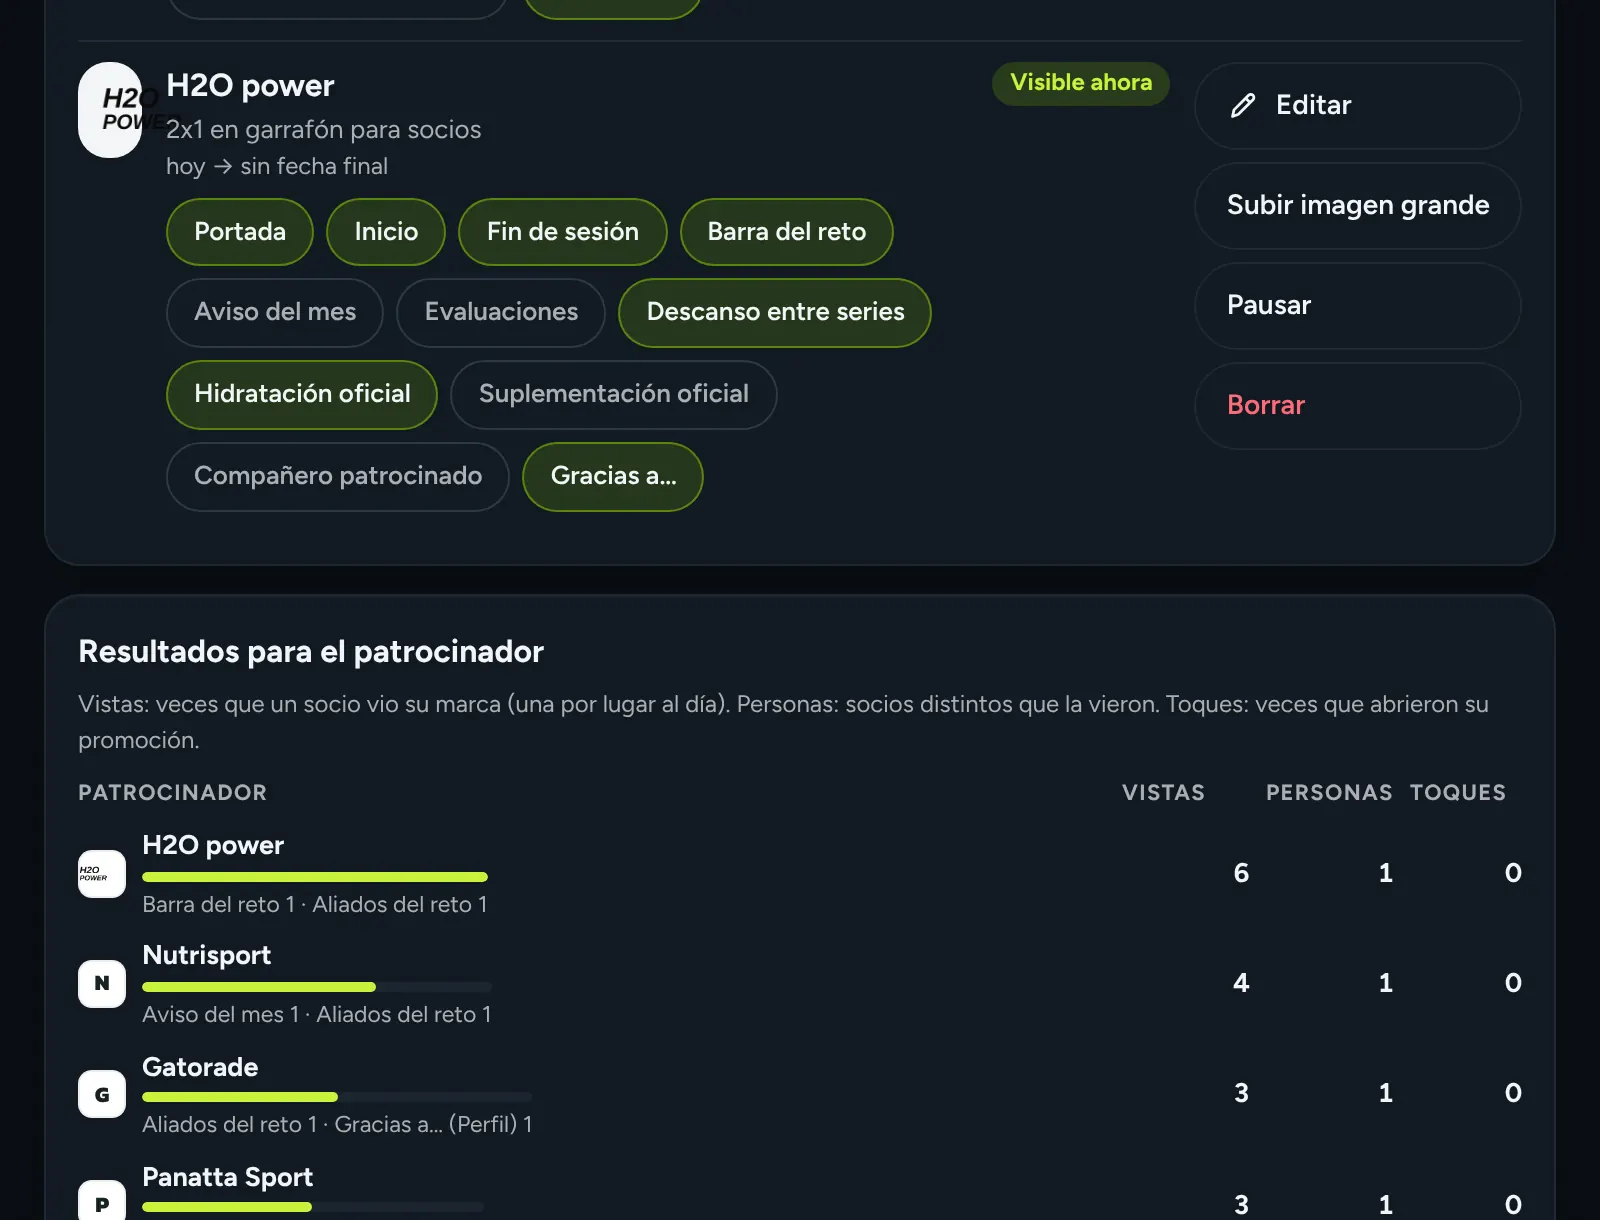 H2O
POWER
H2O power
Visible ahora
2x1 en garrafón para socios
hoy → sin fecha final
Portada
Inicio
Fin de sesión
Barra del reto
Aviso del mes
Evaluaciones
Descanso entre series
Hidratación oficial
Suplementación oficial
Compañero patrocinado
Gracias a...
Editar
Subir imagen grande
Pausar
Borrar
Resultados para el patrocinador
Vistas: veces que un socio vio su marca (una por lugar al día). Personas: socios distintos que la vieron. Toques: veces que abrieron su
promoción.
PATROCINADOR VISTAS PERSONAS TOQUES
H2O
POWER
H2O power
Barra del reto 1 · Aliados del reto 1
6 1 0
N
Nutrisport
Aviso del mes 1 · Aliados del reto 1
4 1 0
G
Gatorade
Aliados del reto 1 · Gracias a... (Perfil) 1
3 1 0
P
Panatta Sport
3 1 0